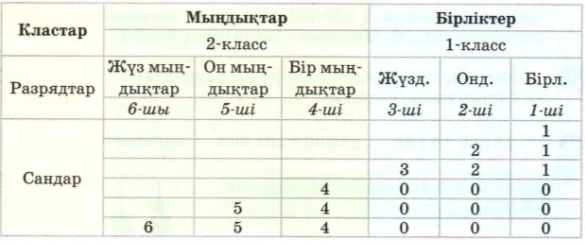 Кластар Мыңдықтар Бірліктер
2-класс 1-класс
Разрядтар Жүз мың-дықтар Он мың-дықтар Бір мың-дықтар Жүзд. Онд. Бірл.
6-шы 5-ші 4-ші 3-ші 2-ші 1-ші
Сандар
1
2 1
3 2 1
4 0 0 0
5 4 0 0 0
6 5 4 0 0 0